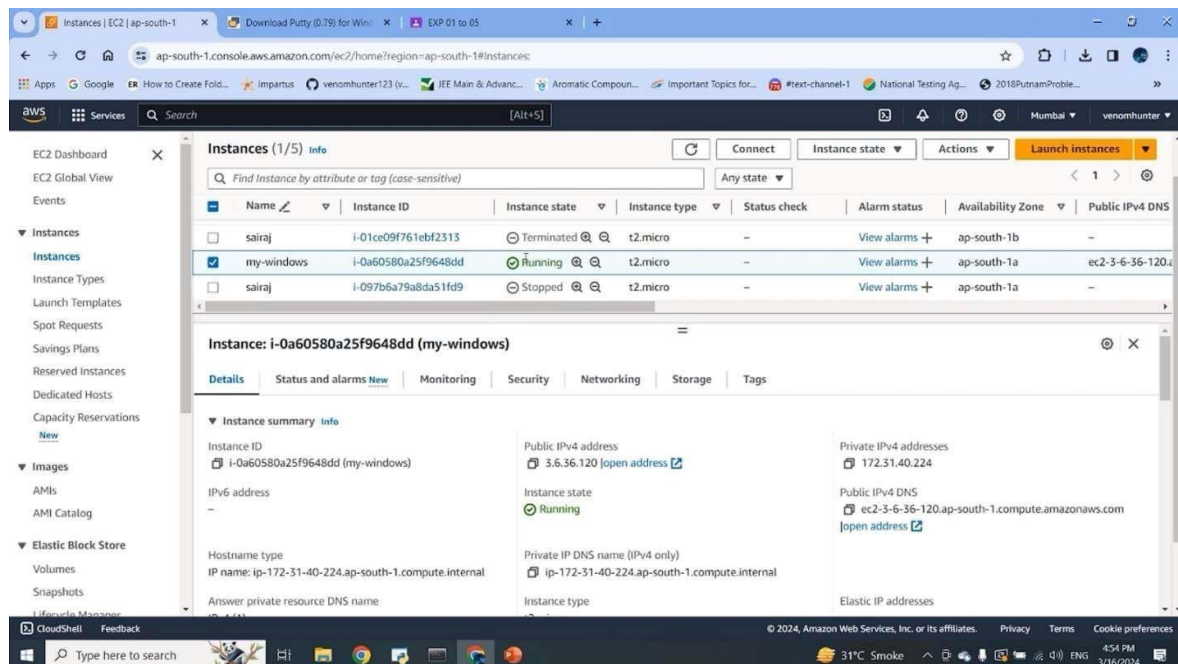 Instances | EC2 | ap-south-1
Download Putty (0.79) for Wind
EXP 01 to 05
ap-south-1.console.aws.amazon.com/ec2/home?region=ap-south-1#Instances:
Apps Google How to Create Fold... Impartus venomhunter123 (v... JEE Main & Advanc... Aromatic Compoun... Important Topics for... #text-channel-1 National Testing Ag... 2018PutnamProble... »
aws Services Search [Alt+S] Mumbai venomhunter
EC2 Dashboard
EC2 Global View
Events
Instances
Instances
Instance Types
Launch Templates
Spot Requests
Savings Plans
Reserved Instances
Dedicated Hosts
Capacity Reservations
New
Images
AMIs
AMI Catalog
Elastic Block Store
Volumes
Snapshots
Lifecycle Manager
Instances (1/5) Info Connect Instance state Actions Launch instances
Find Instance by attribute or tag (case-sensitive) Any state 1
Name Instance ID Instance state Instance type Status check Alarm status Availability Zone Public IPv4 DNS
sairaj i-01ce09f761ebf2313 Terminated t2.micro – View alarms + ap-south-1b –
my-windows i-0a60580a25f9648dd Running t2.micro – View alarms + ap-south-1a ec2-3-6-36-120.a
sairaj i-097b6a79a8da51fd9 Stopped t2.micro – View alarms + ap-south-1a –
Instance: i-0a60580a25f9648dd (my-windows)
Details Status and alarms New Monitoring Security Networking Storage Tags
Instance summary Info
Instance ID Public IPv4 address Private IPv4 addresses
i-0a60580a25f9648dd (my-windows) 3.6.36.120 |open address 172.31.40.224
IPv6 address Instance state Public IPv4 DNS
– Running ec2-3-6-36-120.ap-south-1.compute.amazonaws.com
|open address
Hostname type Private IP DNS name (IPv4 only)
IP name: ip-172-31-40-224.ap-south-1.compute.internal ip-172-31-40-224.ap-south-1.compute.internal
Answer private resource DNS name Instance type Elastic IP addresses
CloudShell Feedback © 2024, Amazon Web Services, Inc. or its affiliates. Privacy Terms Cookie preferences
Type here to search 31°C Smoke ENG 4:54 PM
3/16/2024